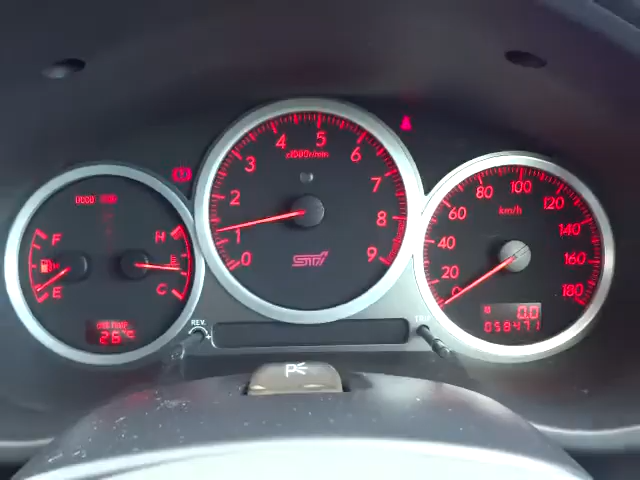 4 5 6
x1000r/min
3 7
2 8
1 9
0
STI
F
E
H
C
26°C
REV.
P
80 100 120
60 km/h 140
40 160
20 180
0
0.0
058471